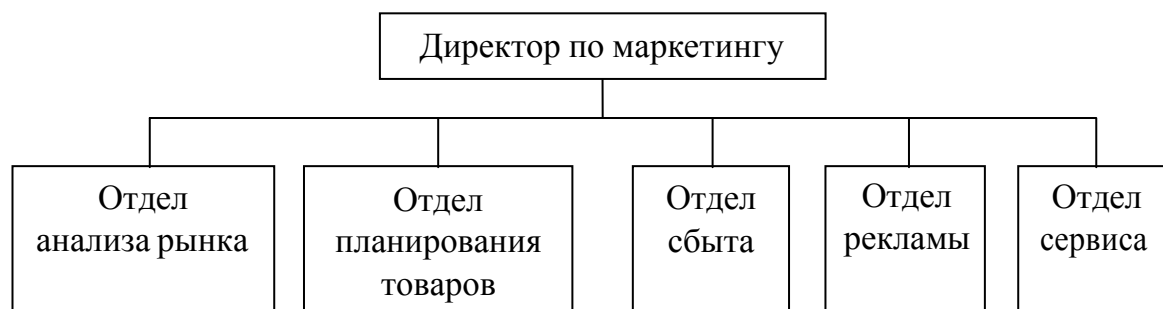 Директор по маркетингу
Отдел
анализа рынка
Отдел
планирования
товаров
Отдел
сбыта
Отдел
рекламы
Отдел
сервиса